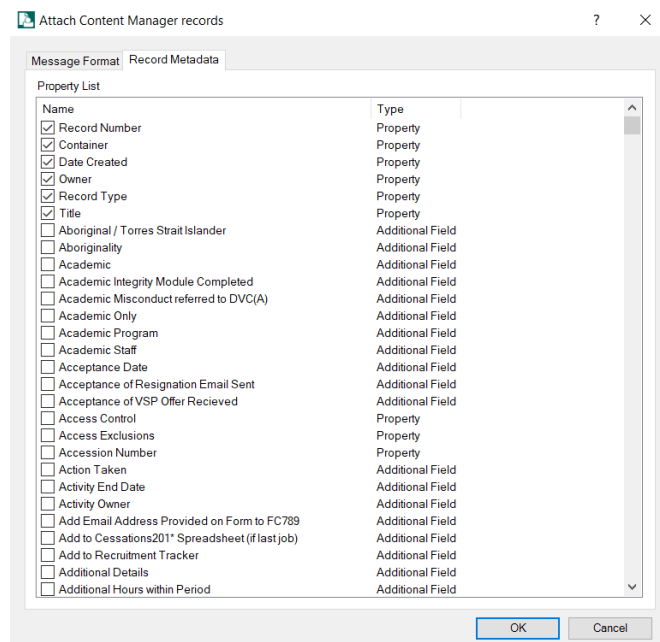 Attach Content Manager records ? ×
Message Format Record Metadata
Property List
Name Type
Record Number Property
Container Property
Date Created Property
Owner Property
Record Type Property
Title Property
Aboriginal / Torres Strait Islander Additional Field
Aboriginality Additional Field
Academic Additional Field
Academic Integrity Module Completed Additional Field
Academic Misconduct referred to DVC(A) Additional Field
Academic Only Additional Field
Academic Program Additional Field
Academic Staff Additional Field
Acceptance Date Additional Field
Acceptance of Resignation Email Sent Additional Field
Acceptance of VSP Offer Recieved Additional Field
Access Control Property
Access Exclusions Property
Accession Number Property
Action Taken Additional Field
Activity End Date Additional Field
Activity Owner Additional Field
Add Email Address Provided on Form to FC789 Additional Field
Add to Cessations201* Spreadsheet (if last job) Additional Field
Add to Recruitment Tracker Additional Field
Additional Details Additional Field
Additional Hours within Period Additional Field
OK Cancel